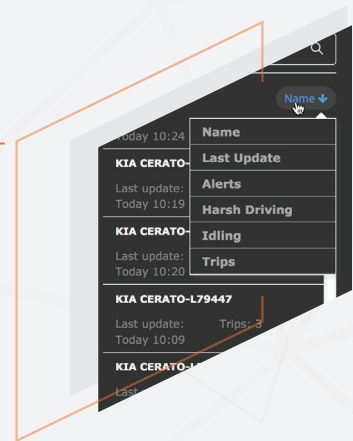 Name
Today 10:24
Name
KIA CERATO-
Last Update
Last update:
Alerts
Today 10:19
Harsh Driving
KIA CERATO-
Idling
Last update:
Trips
Today 10:20
KIA CERATO-L79447
Last update: Trips: 3
Today 10:09
KIA CERATO-L
Last